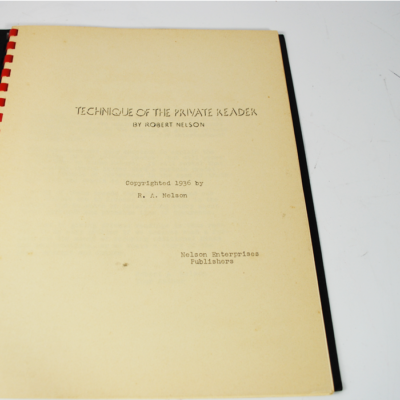 TECHNIQUE OF THE PRIVATE READER
BY ROBERT NELSON
Copyrighted 1936 by
R. A. Nelson
Nelson Enterprises
Publishers